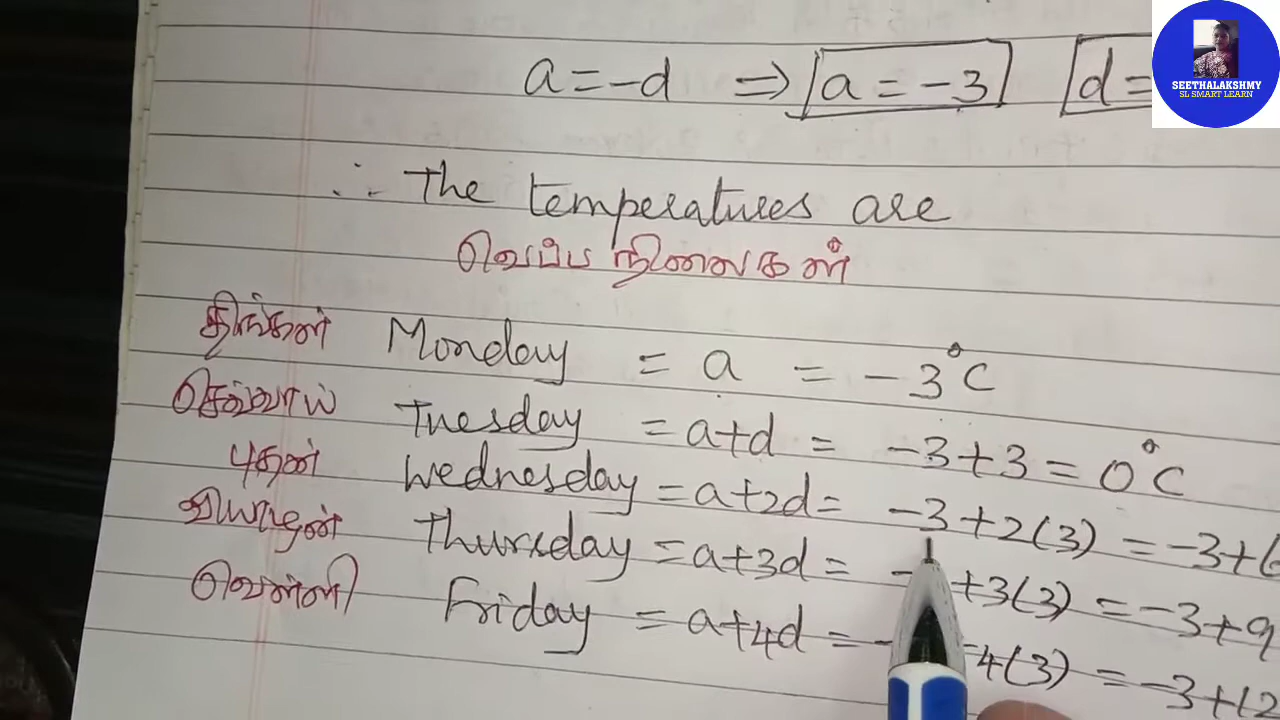 a = -d ⇒ a = -3 d =
SEETHALAKSHMY
SL SMART LEARN
∴ The temperatures are
வெப்ப நிலைகள்
திங்கள் Monday = a = -3°C
செவ்வாய் Tuesday = a+d = -3+3 = 0°C
புதன் Wednesday = a+2d = -3+2(3) = -3+6
வியாழன் Thursday = a+3d = +3(3) = -3+9
வெள்ளி Friday = a+4d = 4(3) = -3+12